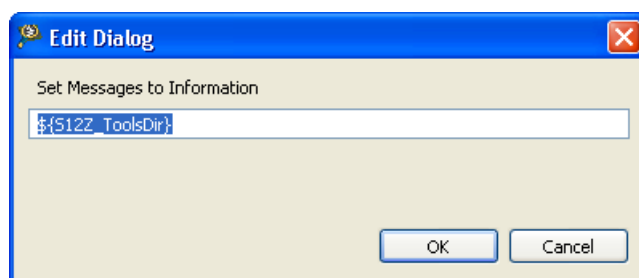 Edit Dialog
Set Messages to Information
${S12Z_ToolsDir}
OK
Cancel